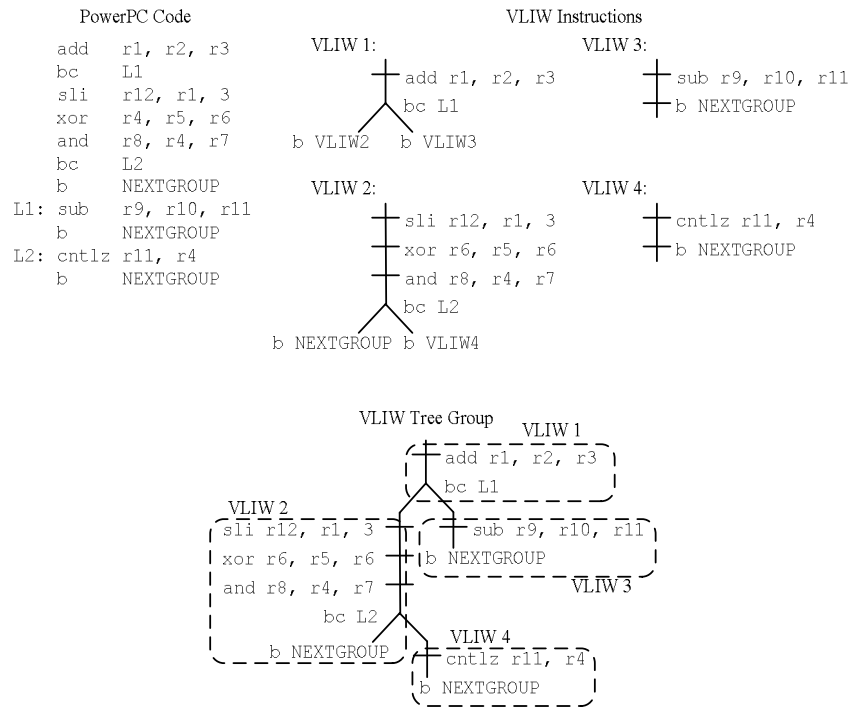 PowerPC Code
add r1, r2, r3
bc L1
sli r12, r1, 3
xor r4, r5, r6
and r8, r4, r7
bc L2
b NEXTGROUP
L1: sub r9, r10, r11
b NEXTGROUP
L2: cntlz r11, r4
b NEXTGROUP
VLIW Instructions
VLIW 1:
add r1, r2, r3
bc L1
b VLIW2 b VLIW3
VLIW 3:
sub r9, r10, r11
b NEXTGROUP
VLIW 2:
sli r12, r1, 3
xor r6, r5, r6
and r8, r4, r7
bc L2
b NEXTGROUP b VLIW4
VLIW 4:
cntlz r11, r4
b NEXTGROUP
VLIW Tree Group
VLIW 1
add r1, r2, r3
bc L1
VLIW 2
sli r12, r1, 3
xor r6, r5, r6
and r8, r4, r7
bc L2
b NEXTGROUP
sub r9, r10, r11
b NEXTGROUP
VLIW 3
VLIW 4
cntlz r11, r4
b NEXTGROUP